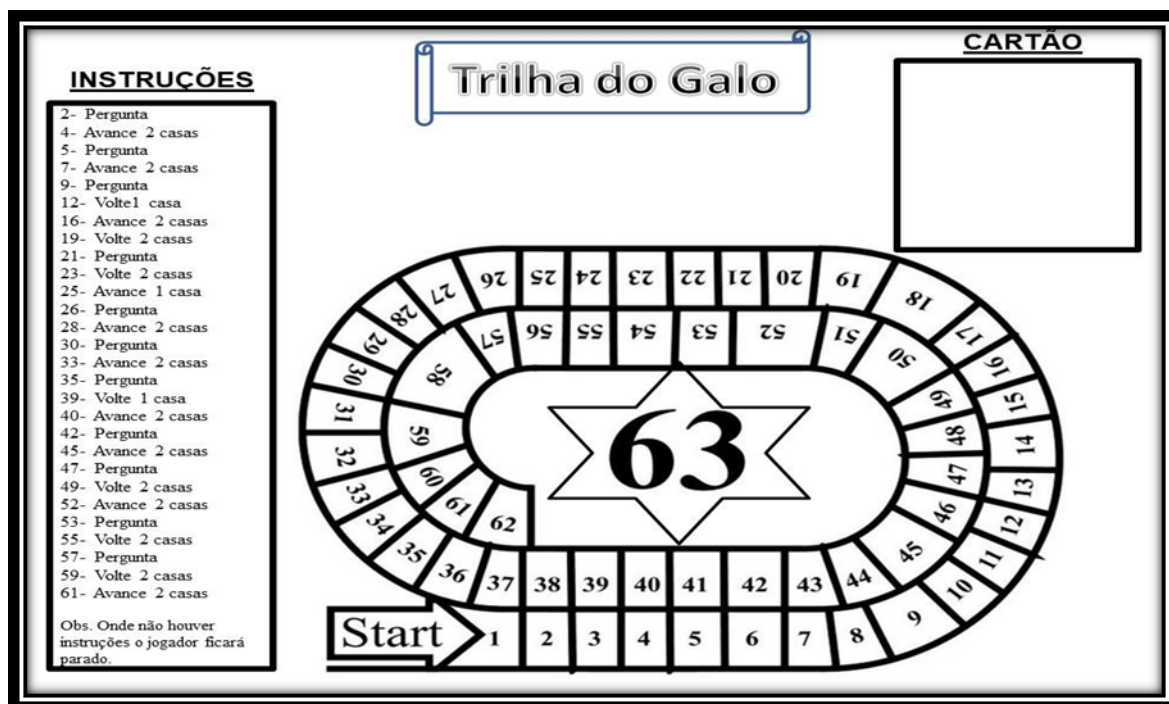 Trilha do Galo
CARTÃO
INSTRUÇÕES
2- Pergunta
4- Avance 2 casas
5- Pergunta
7- Avance 2 casas
9- Pergunta
12- Volte1 casa
16- Avance 2 casas
19- Volte 2 casas
21- Pergunta
23- Volte 2 casas
25- Avance 1 casa
26- Pergunta
28- Avance 2 casas
30- Pergunta
33- Avance 2 casas
35- Pergunta
39- Volte 1 casa
40- Avance 2 casas
42- Pergunta
45- Avance 2 casas
47- Pergunta
49- Volte 2 casas
52- Avance 2 casas
53- Pergunta
55- Volte 2 casas
57- Pergunta
59- Volte 2 casas
61- Avance 2 casas
Obs. Onde não houver
instruções o jogador ficará
parado.
Start
1
2
3
4
5
6
7
8
9
10
11
12
13
14
15
16
17
18
19
20
21
22
23
24
25
26
27
28
29
30
31
32
33
34
35
36
37
38
39
40
41
42
43
44
45
46
47
48
49
50
51
52
53
54
55
56
57
58
59
60
61
62
63